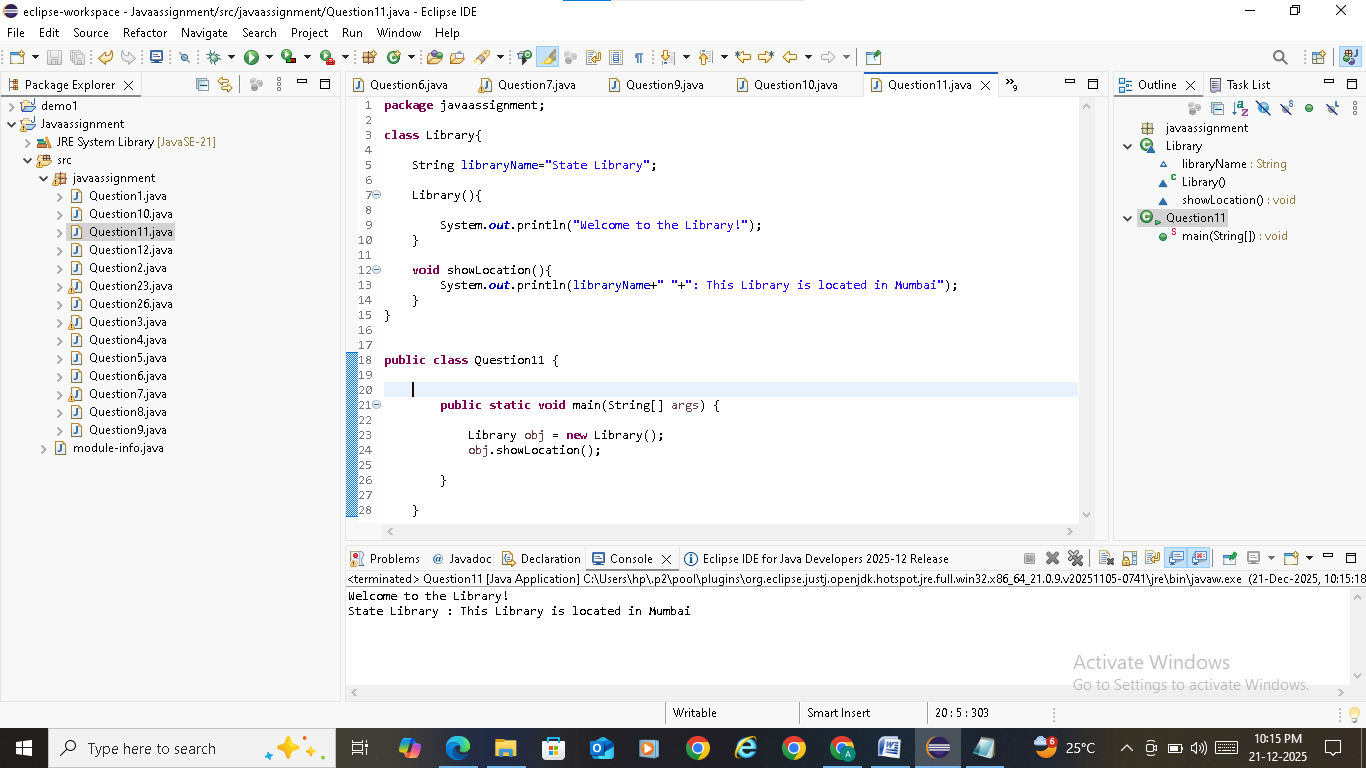 eclipse-workspace - Javaassignment/src/javaassignment/Question11.java - Eclipse IDE
File Edit Source Refactor Navigate Search Project Run Window Help
Package Explorer
demo1
Javaassignment
JRE System Library [JavaSE-21]
src
javaassignment
Question1.java
Question10.java
Question11.java
Question12.java
Question2.java
Question23.java
Question26.java
Question3.java
Question4.java
Question5.java
Question6.java
Question7.java
Question8.java
Question9.java
module-info.java
Question6.java Question7.java Question9.java Question10.java Question11.java »9
1 package javaassignment;
2
3 class Library{
4
5 String libraryName="State Library";
6
7 Library(){
8
9 System.out.println("Welcome to the Library!");
10 }
11
12 void showLocation(){
13 System.out.println(libraryName+" "+": This Library is located in Mumbai");
14 }
15 }
16
17
18 public class Question11 {
19
20
21 public static void main(String[] args) {
22
23 Library obj = new Library();
24 obj.showLocation();
25
26 }
27
28 }
Outline Task List
javaassignment
Library
libraryName : String
Library()
showLocation() : void
Question11
main(String[]) : void
Problems @ Javadoc Declaration Console Eclipse IDE for Java Developers 2025-12 Release
<terminated> Question11 [Java Application] C:\Users\hp\.p2\pool\plugins\org.eclipse.justj.openjdk.hotspot.jre.full.win32.x86_64_21.0.9.v20251105-0741\jre\bin\javaw.exe (21-Dec-2025, 10:15:18
Welcome to the Library!
State Library : This Library is located in Mumbai
Activate Windows
Go to Settings to activate Windows.
Writable Smart Insert 20 : 5 : 303
Type here to search
6 25°C
10:15 PM
21-12-2025